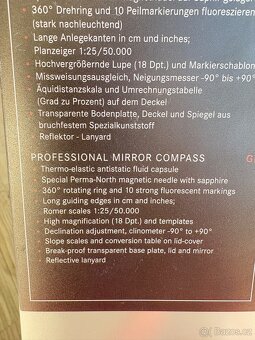 360° Drehring und 10 Peilmarkierungen fluoreszieren
(stark nachleuchtend)
Lange Anlegekanten in cm und inches;
Planzeiger 1:25/50.000
• Hochvergrößernde Lupe (18 Dpt.) und Markierschablon
• Missweisungsausgleich, Neigungsmesser -90° bis +90°
Äquidistanzskala und Umrechnungstabelle
(Grad zu Prozent) auf dem Deckel
• Transparente Bodenplatte, Deckel und Spiegel aus
bruchfestem Spezialkunststoff
• Reflektor - Lanyard
PROFESSIONAL MIRROR COMPASS
• Thermo-elastic antistatic fluid capsule
• Special Perma-North magnetic needle with sapphire
360° rotating ring and 10 strong fluorescent markings
• Long guiding edges in cm and inches;
Romer scales 1:25/50.000
• High magnification (18 Dpt.) and templates
• Declination adjustment, clinometer -90° to +90°
• Slope scales and conversion table on lid-cover
• Break-proof transparent base plate, lid and mirror
• Reflective lanyard